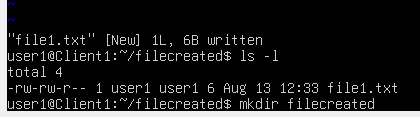 ~
~
"file1.txt" [New] 1L, 6B written
user1@Client1:~/filecreated$ ls -l
total 4
-rw-rw-r-- 1 user1 user1 6 Aug 13 12:33 file1.txt
user1@Client1:~/filecreated$ mkdir filecreated